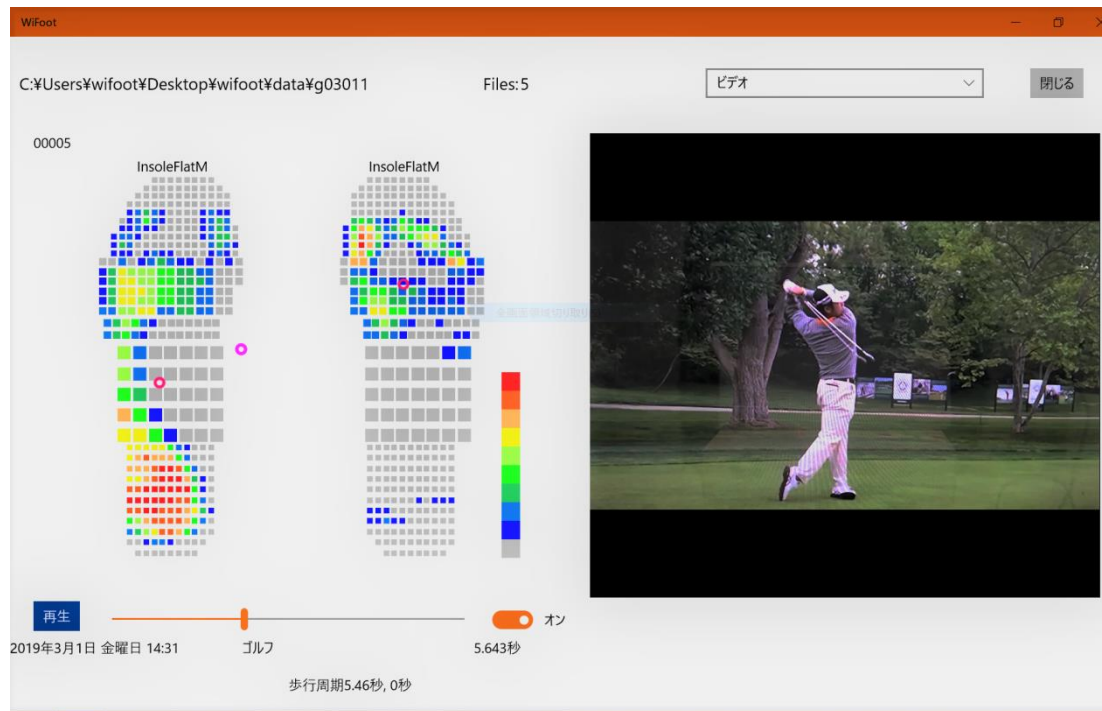 WiFoot
C:¥Users¥wifoot¥Desktop¥wifoot¥data¥g03011
Files:5
ビデオ
閉じる
00005
InsoleFlatM
InsoleFlatM
再生
オン
2019年3月1日 金曜日 14:31
ゴルフ
5.643秒
歩行周期5.46秒, 0秒